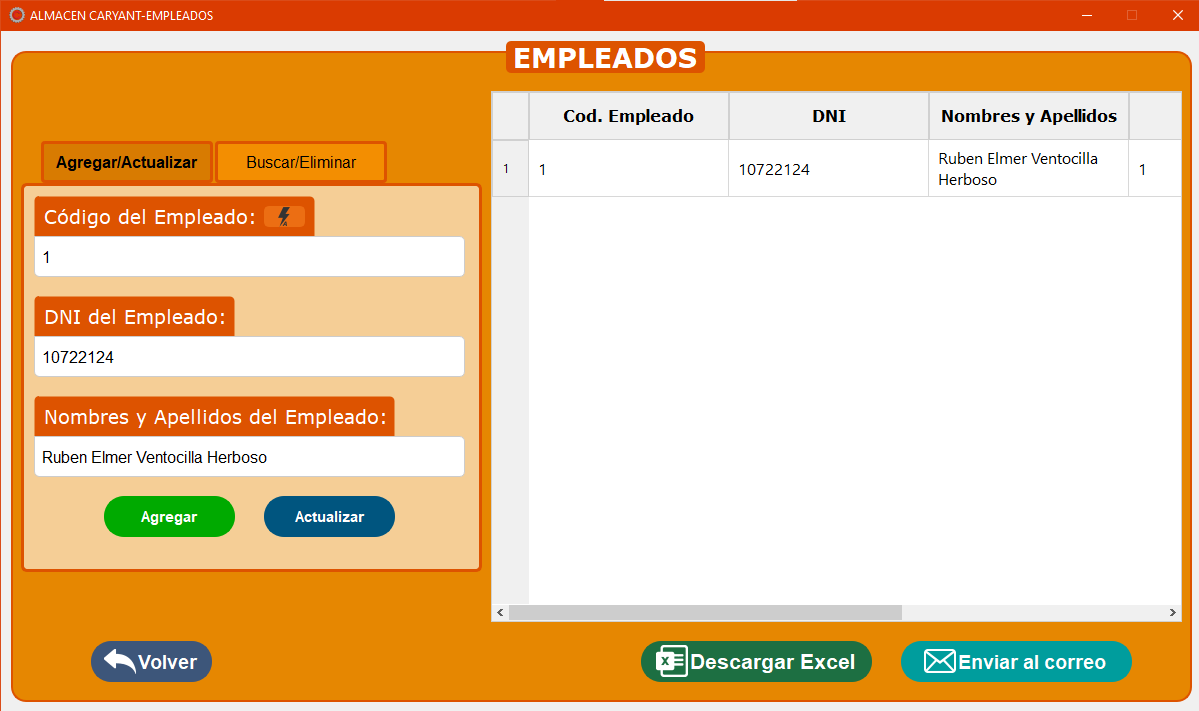 ALMACEN CARYANT-EMPLEADOS
EMPLEADOS
Agregar/Actualizar
Buscar/Eliminar
Código del Empleado:
1
DNI del Empleado:
10722124
Nombres y Apellidos del Empleado:
Ruben Elmer Ventocilla Herboso
Agregar
Actualizar
Cod. Empleado
DNI
Nombres y Apellidos
1
1
10722124
Ruben Elmer Ventocilla
Herboso
1
Volver
Descargar Excel
Enviar al correo